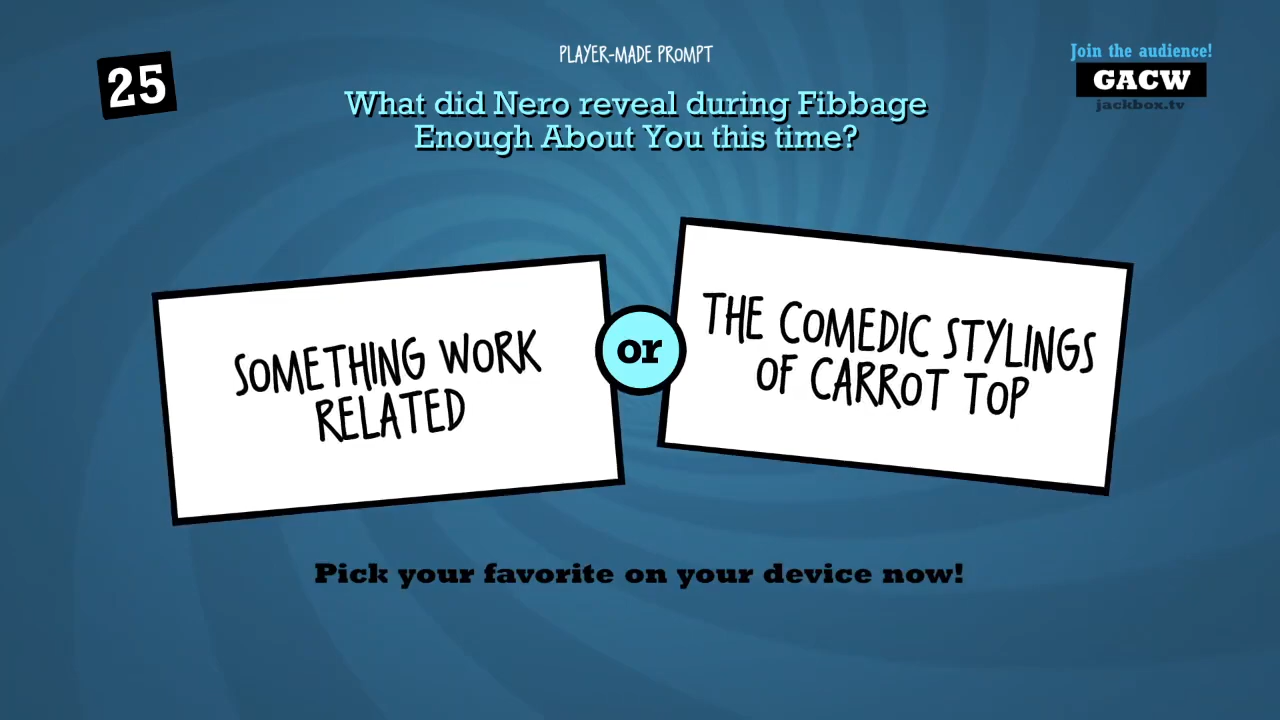 25
PLAYER-MADE PROMPT
What did Nero reveal during Fibbage
Enough About You this time?
Join the audience!
GACW
jackbox.tv
SOMETHING WORK
RELATED
or
THE COMEDIC STYLINGS
OF CARROT TOP
Pick your favorite on your device now!